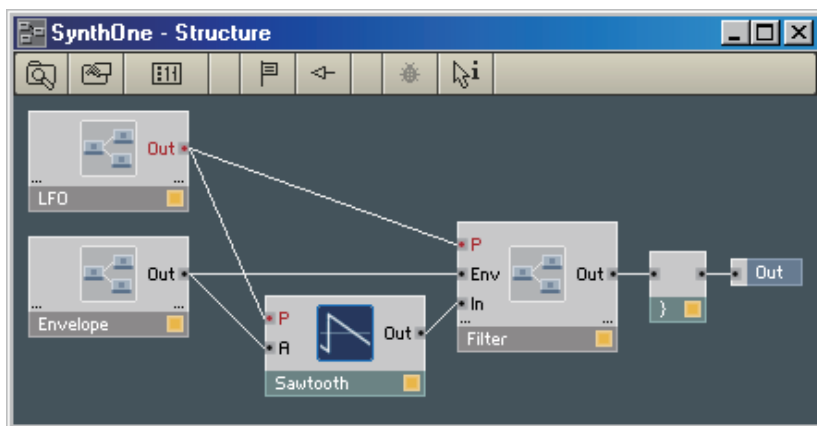 SynthOne - Structure
Out
...
...
LFO
Out
...
...
Envelope
P
A
Out
Sawtooth
P
Env
In
Out
...
...
Filter
}
Out